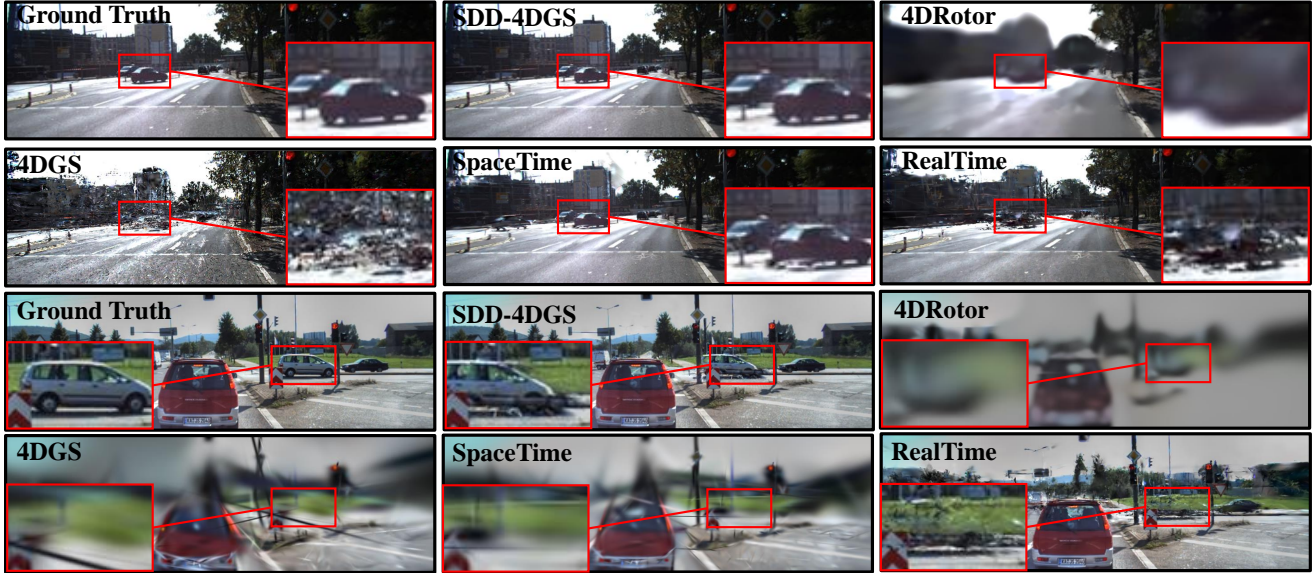 Ground Truth
SDD-4DGS
4DRotor
4DGS
SpaceTime
RealTime
Ground Truth
SDD-4DGS
4DRotor
4DGS
SpaceTime
RealTime